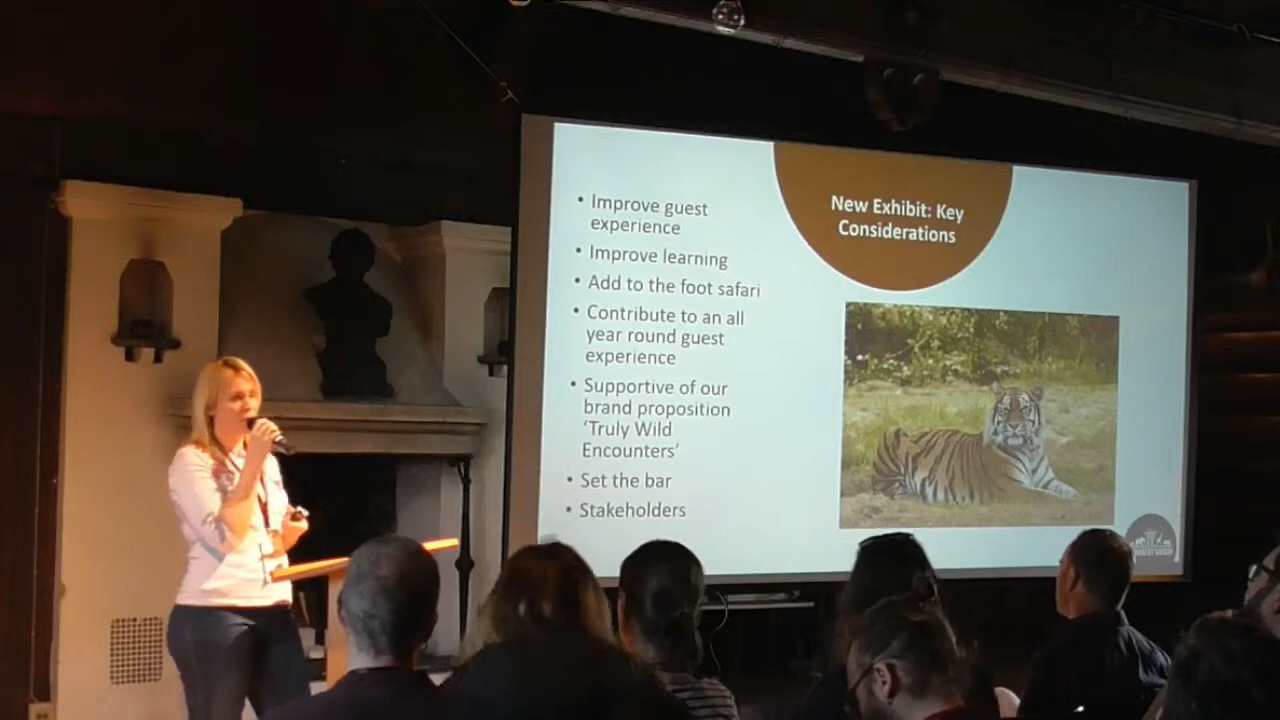 New Exhibit: Key
Considerations
• Improve guest
experience
• Improve learning
• Add to the foot safari
• Contribute to an all
year round guest
experience
• Supportive of our
brand proposition
‘Truly Wild
Encounters’
• Set the bar
• Stakeholders